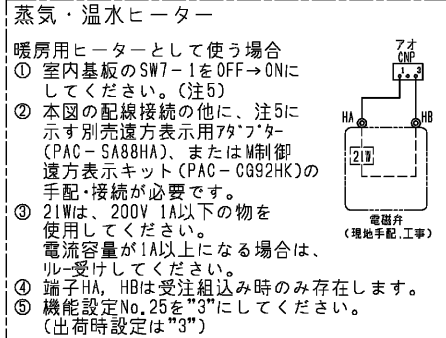 蒸気・温水ヒーター
暖房用ヒーターとして使う場合
① 室内基板のSW7-1をOFF→ONに
してください。(注5)
② 本図の配線接続の他に、注5に
示す別売遠方表示用アダプター
(PAC-SA88HA)、またはM制御
遠方表示キット(PAC-CG92HK)の
手配・接続が必要です。
③ 21Wは、200V 1A以下の物を
使用してください。
電流容量が1A以上になる場合は、
リレー受けしてください。
④ 端子HA, HBは受注組込み時のみ存在します。
⑤ 機能設定No.25を"3"にしてください。
(出荷時設定は"3")
アオ
CNP
1 3
HA HB
21W
電磁弁
(現地手配,工事)